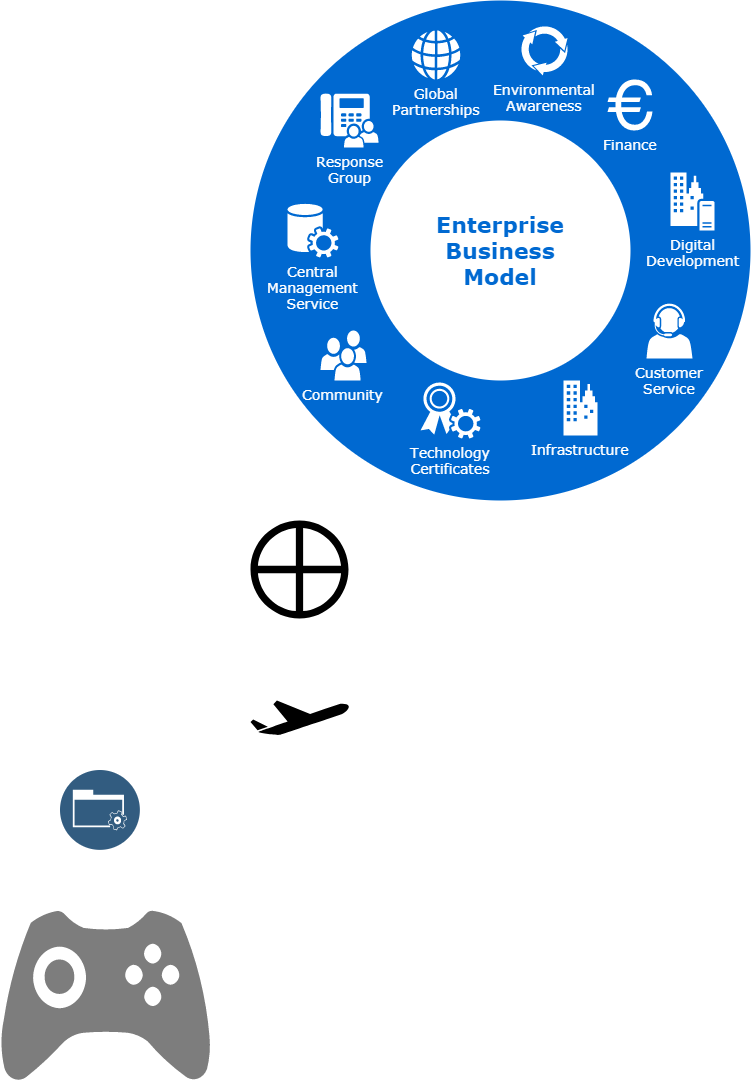 Enterprise
Business
Model
Global
Partnerships
Environmental
Awareness
€
Finance
Digital
Development
Customer
Service
Infrastructure
Technology
Certificates
Community
Central
Management
Service
Response
Group